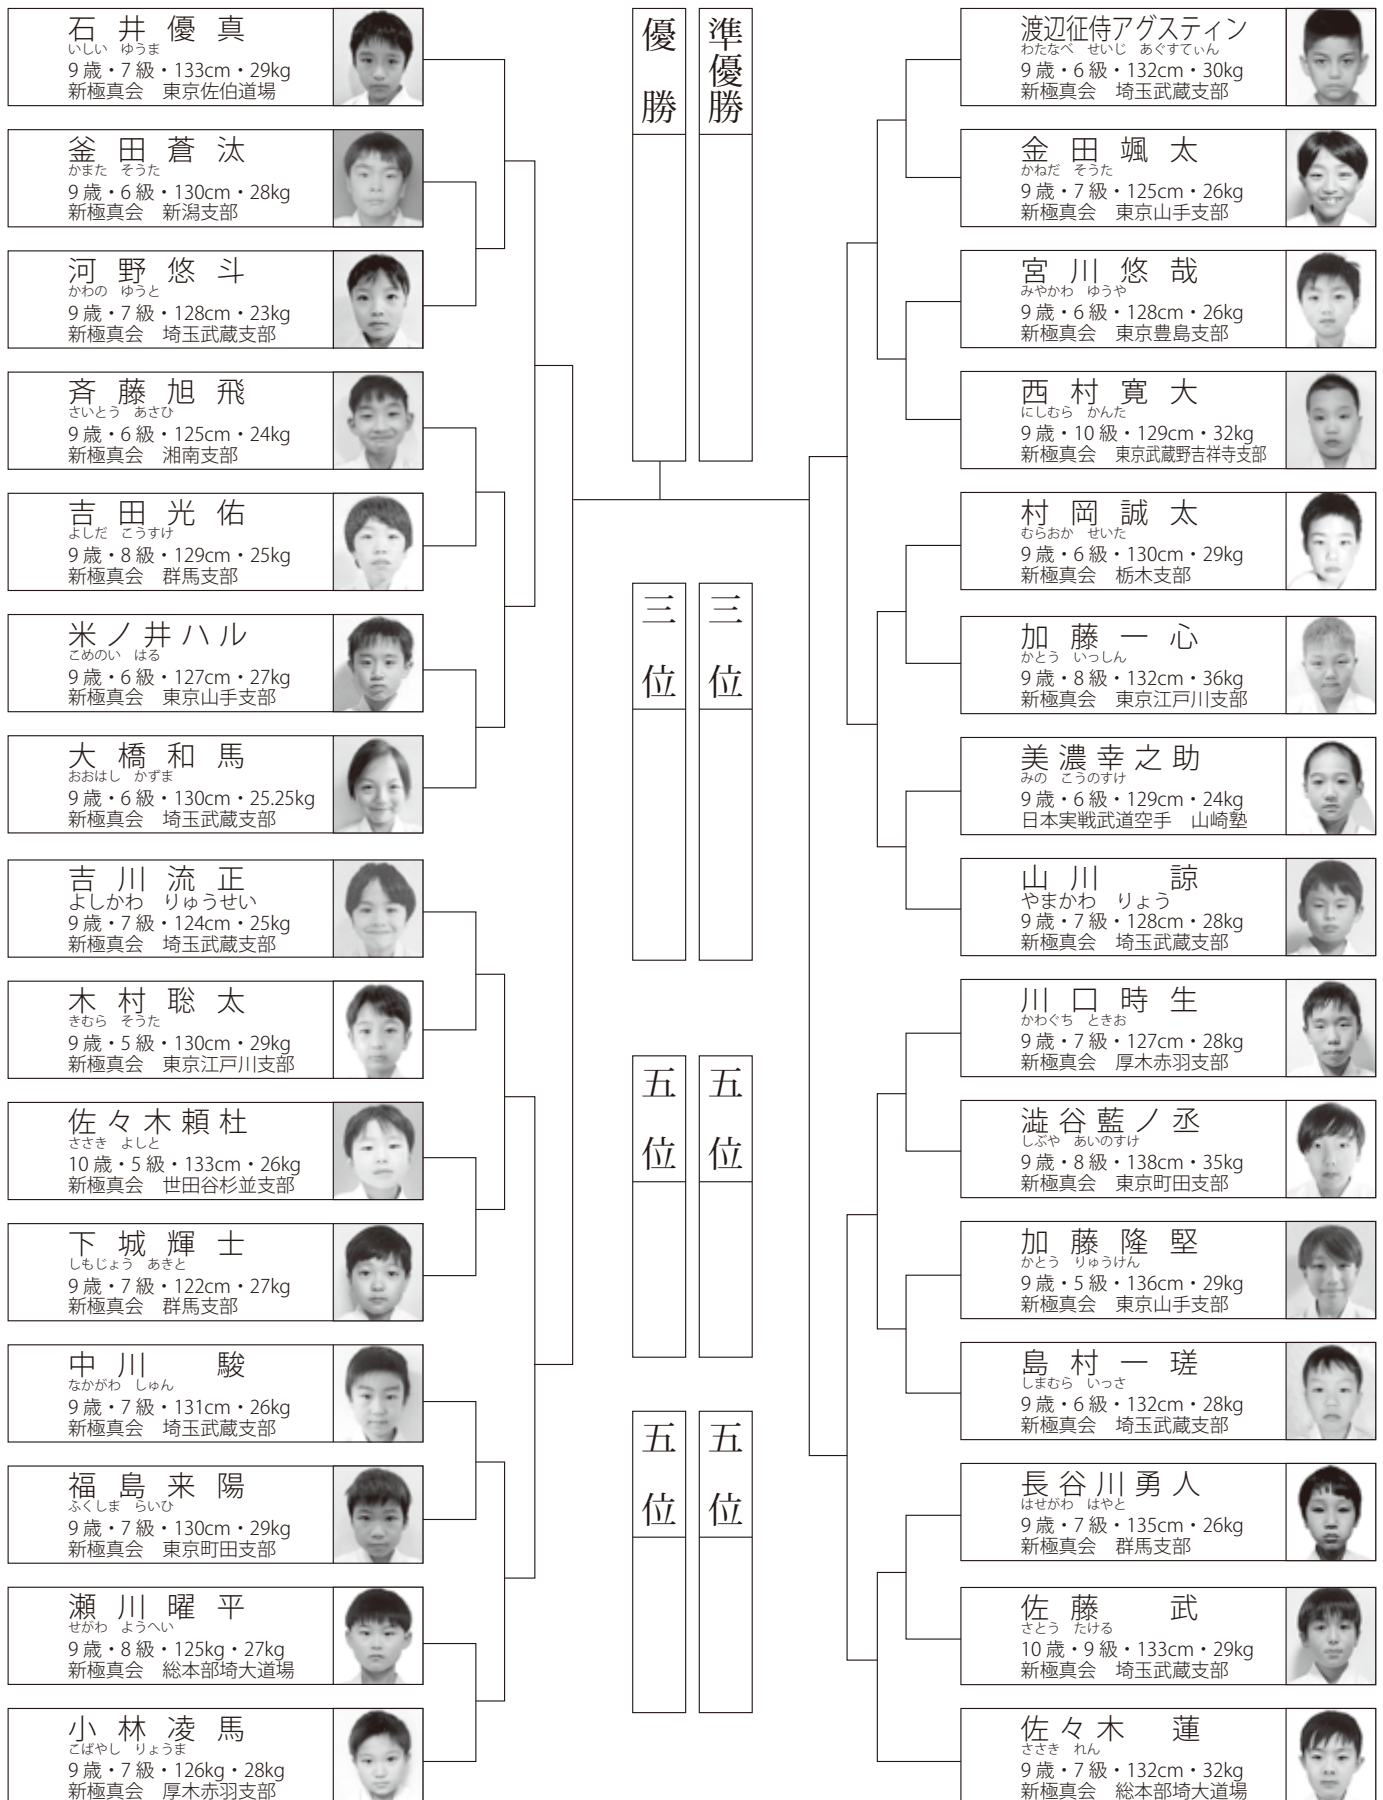 石井優真
いしい　ゆうま
9歳・7級・133cm・29kg
新極真会　東京佐伯道場
釜田蒼汰
かまた　そうた
9歳・6級・130cm・28kg
新極真会　新潟支部
河野悠斗
かわの　ゆうと
9歳・7級・128cm・23kg
新極真会　埼玉武蔵支部
斉藤旭飛
さいとう　あさひ
9歳・6級・125cm・24kg
新極真会　湘南支部
吉田光佑
よしだ　こうすけ
9歳・8級・129cm・25kg
新極真会　群馬支部
米ノ井ハル
こめのい　はる
9歳・6級・127cm・27kg
新極真会　東京山手支部
大橋和馬
おおはし　かずま
9歳・6級・130cm・25.25kg
新極真会　埼玉武蔵支部
吉川流正
よしかわ　りゅうせい
9歳・7級・124cm・25kg
新極真会　埼玉武蔵支部
木村聡太
きむら　そうた
9歳・5級・130cm・29kg
新極真会　東京江戸川支部
佐々木頼杜
ささき　よしと
10歳・5級・133cm・26kg
新極真会　世田谷杉並支部
下城輝士
しもじょう　あきと
9歳・7級・122cm・27kg
新極真会　群馬支部
中川　駿
なかがわ　しゅん
9歳・7級・131cm・26kg
新極真会　埼玉武蔵支部
福島来陽
ふくしま　らいひ
9歳・7級・130cm・29kg
新極真会　東京町田支部
瀬川曜平
せがわ　ようへい
9歳・8級・125kg・27kg
新極真会　総本部埼大道場
小林凌馬
こばやし　りょうま
9歳・7級・126kg・28kg
新極真会　厚木赤羽支部
優勝
準優勝
三位
三位
五位
五位
五位
五位
渡辺征侍アグスティン
わたなべ　せいじ　あぐすてぃん
9歳・6級・132cm・30kg
新極真会　埼玉武蔵支部
金田颯太
かねだ　そうた
9歳・7級・125cm・26kg
新極真会　東京山手支部
宮川悠哉
みやかわ　ゆうや
9歳・6級・128cm・26kg
新極真会　東京豊島支部
西村寛大
にしむら　かんた
9歳・10級・129cm・32kg
新極真会　東京武蔵野吉祥寺支部
村岡誠太
むらおか　せいた
9歳・6級・130cm・29kg
新極真会　栃木支部
加藤一心
かとう　いっしん
9歳・8級・132cm・36kg
新極真会　東京江戸川支部
美濃幸之助
みの　こうのすけ
9歳・6級・129cm・24kg
日本実戦武道空手　山崎塾
山川　諒
やまかわ　りょう
9歳・7級・128cm・28kg
新極真会　埼玉武蔵支部
川口時生
かわぐち　ときお
9歳・7級・127cm・28kg
新極真会　厚木赤羽支部
澁谷藍ノ丞
しぶや　あいのすけ
9歳・8級・138cm・35kg
新極真会　東京町田支部
加藤隆堅
かとう　りゅうけん
9歳・5級・136cm・29kg
新極真会　東京山手支部
島村一瑳
しまむら　いっさ
9歳・6級・132cm・28kg
新極真会　埼玉武蔵支部
長谷川勇人
はせがわ　はやと
9歳・7級・135cm・26kg
新極真会　群馬支部
佐藤　武
さとう　たける
10歳・9級・133cm・29kg
新極真会　埼玉武蔵支部
佐々木　蓮
ささき　れん
9歳・7級・132cm・32kg
新極真会　総本部埼大道場